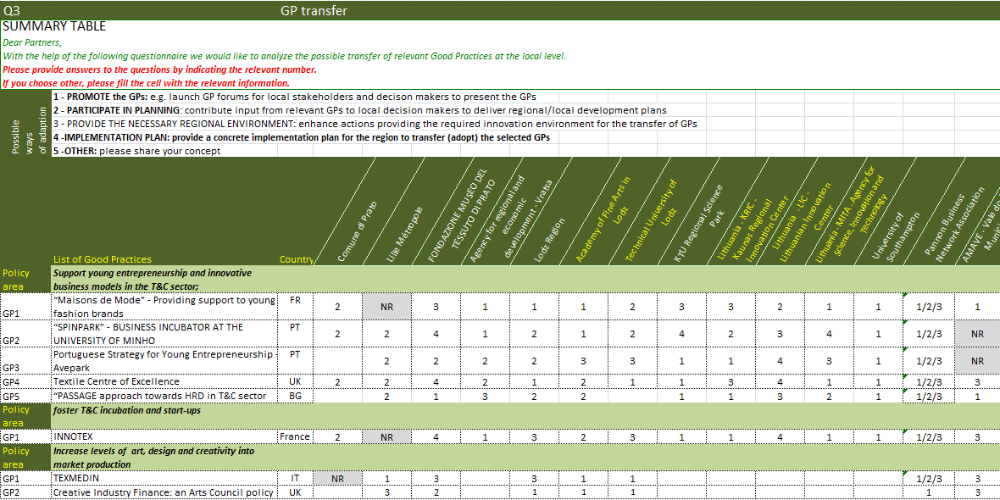 Q3 GP transfer
SUMMARY TABLE
Dear Partners,
With the help of the following questionnaire we would like to analyze the possible transfer of relevant Good Practices at the local level.
Please provide answers to the questions by indicating the relevant number.
If you choose other, please fill the cell with the relevant information.
Possible
ways
of adaption
1 - PROMOTE the GPs: e.g. launch GP forums for local stakeholders and decison makers to present the GPs
2 - PARTICIPATE IN PLANNING: contribute input from relevant GPs to local decision makers to deliver regional/local development plans
3 - PROVIDE THE NECESSARY REGIONAL ENVIRONMENT: enhance actions providing the required innovation environment for the transfer of GPs
4 -IMPLEMENTATION PLAN: provide a concrete implementation plan for the region to transfer (adopt) the selected GPs
5 -OTHER: please share your concept
List of Good Practices Country
Comune di Prato
Lille Métropole
FONDAZIONE MUSEO DEL
TESSUTO DI PRATO
Agency for regional and
economic
development - Vratsa
Lodz Region
Academy of Fine Arts in
Lodz
Technical University of
Lodz
KTU Regional Science
Park
Lithuania - KRIC -
Kaunas Regional
Innovation Center
Lithuania - LIC -
Lithuanian Innovation
Center
Lithuania - MITA - Agency for
Science, Innovation and
Technology
University of
Southampton
Pannon Business
Network Association
AMAVE - Vale do
Policy
area
Support young entrepreneurship and innovative
business models in the T&C sector;
GP1 “Maisons de Mode” - Providing support to young
fashion brands FR 2 NR 3 1 1 1 2 3 3 2 1 1 1/2/3 1
GP2 “SPINPARK” - BUSINESS INCUBATOR AT THE
UNIVERSITY OF MINHO PT 2 2 4 1 2 1 2 4 2 3 4 1 1/2/3 NR
GP3 Portuguese Strategy for Young Entrepreneurship -
Avepark PT 2 2 2 2 3 3 1 1 4 3 1 1/2/3 NR
GP4 Textile Centre of Excellence UK 2 2 4 2 1 2 1 1 3 4 1 1 1/2/3 3
GP5 “PASSAGE approach towards HRD in T&C sector BG 2 1 3 2 2 1 1 3 2 1 1/2/3 1
Policy
area
foster T&C incubation and start-ups
GP1 INNOTEX France 2 NR 4 1 3 2 3 1 1 4 1 1 1/2/3 3
Policy
area
Increase levels of art, design and creativity into
market production
GP1 TEXMEDIN IT NR 1 3 3 1 1 1/2/3 3
GP2 Creative Industry Finance: an Arts Council policy UK 3 2 1 1 1 1 3